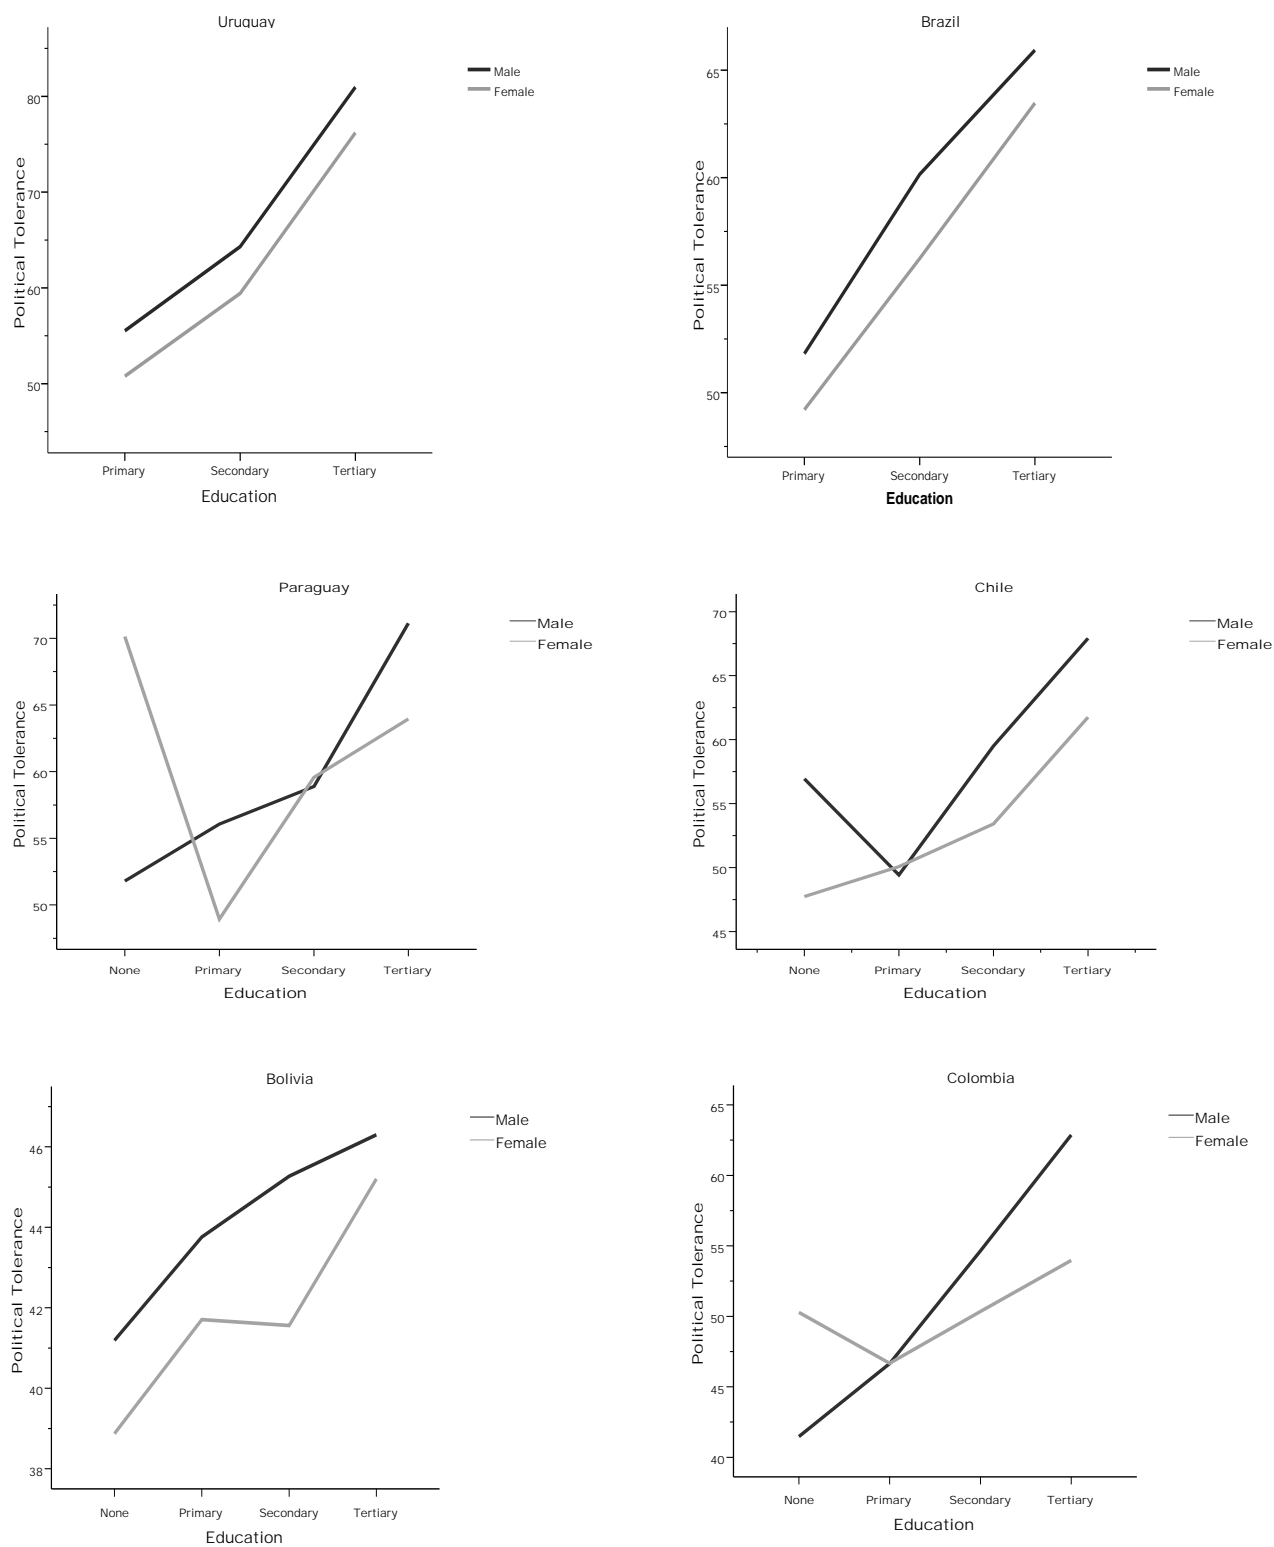 Uruguay
Male
Female
80
70
60
50
Political Tolerance
Primary Secondary Tertiary
Education
Brazil
Male
Female
65
60
55
50
Political Tolerance
Primary Secondary Tertiary
Education
Paraguay
Male
Female
70
65
60
55
50
Political Tolerance
None Primary Secondary Tertiary
Education
Chile
Male
Female
70
65
60
55
50
45
Political Tolerance
None Primary Secondary Tertiary
Education
Bolivia
Male
Female
46
44
42
40
38
Political Tolerance
None Primary Secondary Tertiary
Education
Colombia
Male
Female
65
60
55
50
45
40
Political Tolerance
None Primary Secondary Tertiary
Education